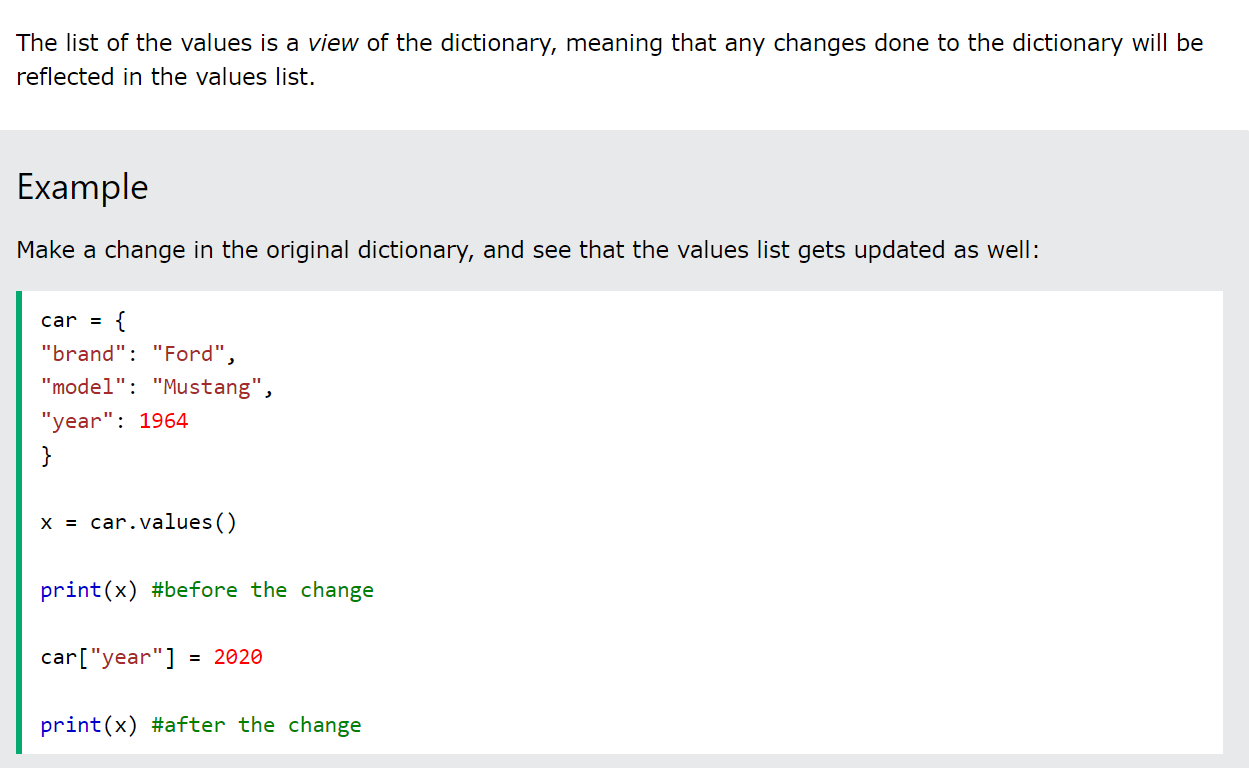 The list of the values is a view of the dictionary, meaning that any changes done to the dictionary will be
reflected in the values list.
Example
Make a change in the original dictionary, and see that the values list gets updated as well:
car = {
"brand": "Ford",
"model": "Mustang",
"year": 1964
}
x = car.values()
print(x) #before the change
car["year"] = 2020
print(x) #after the change